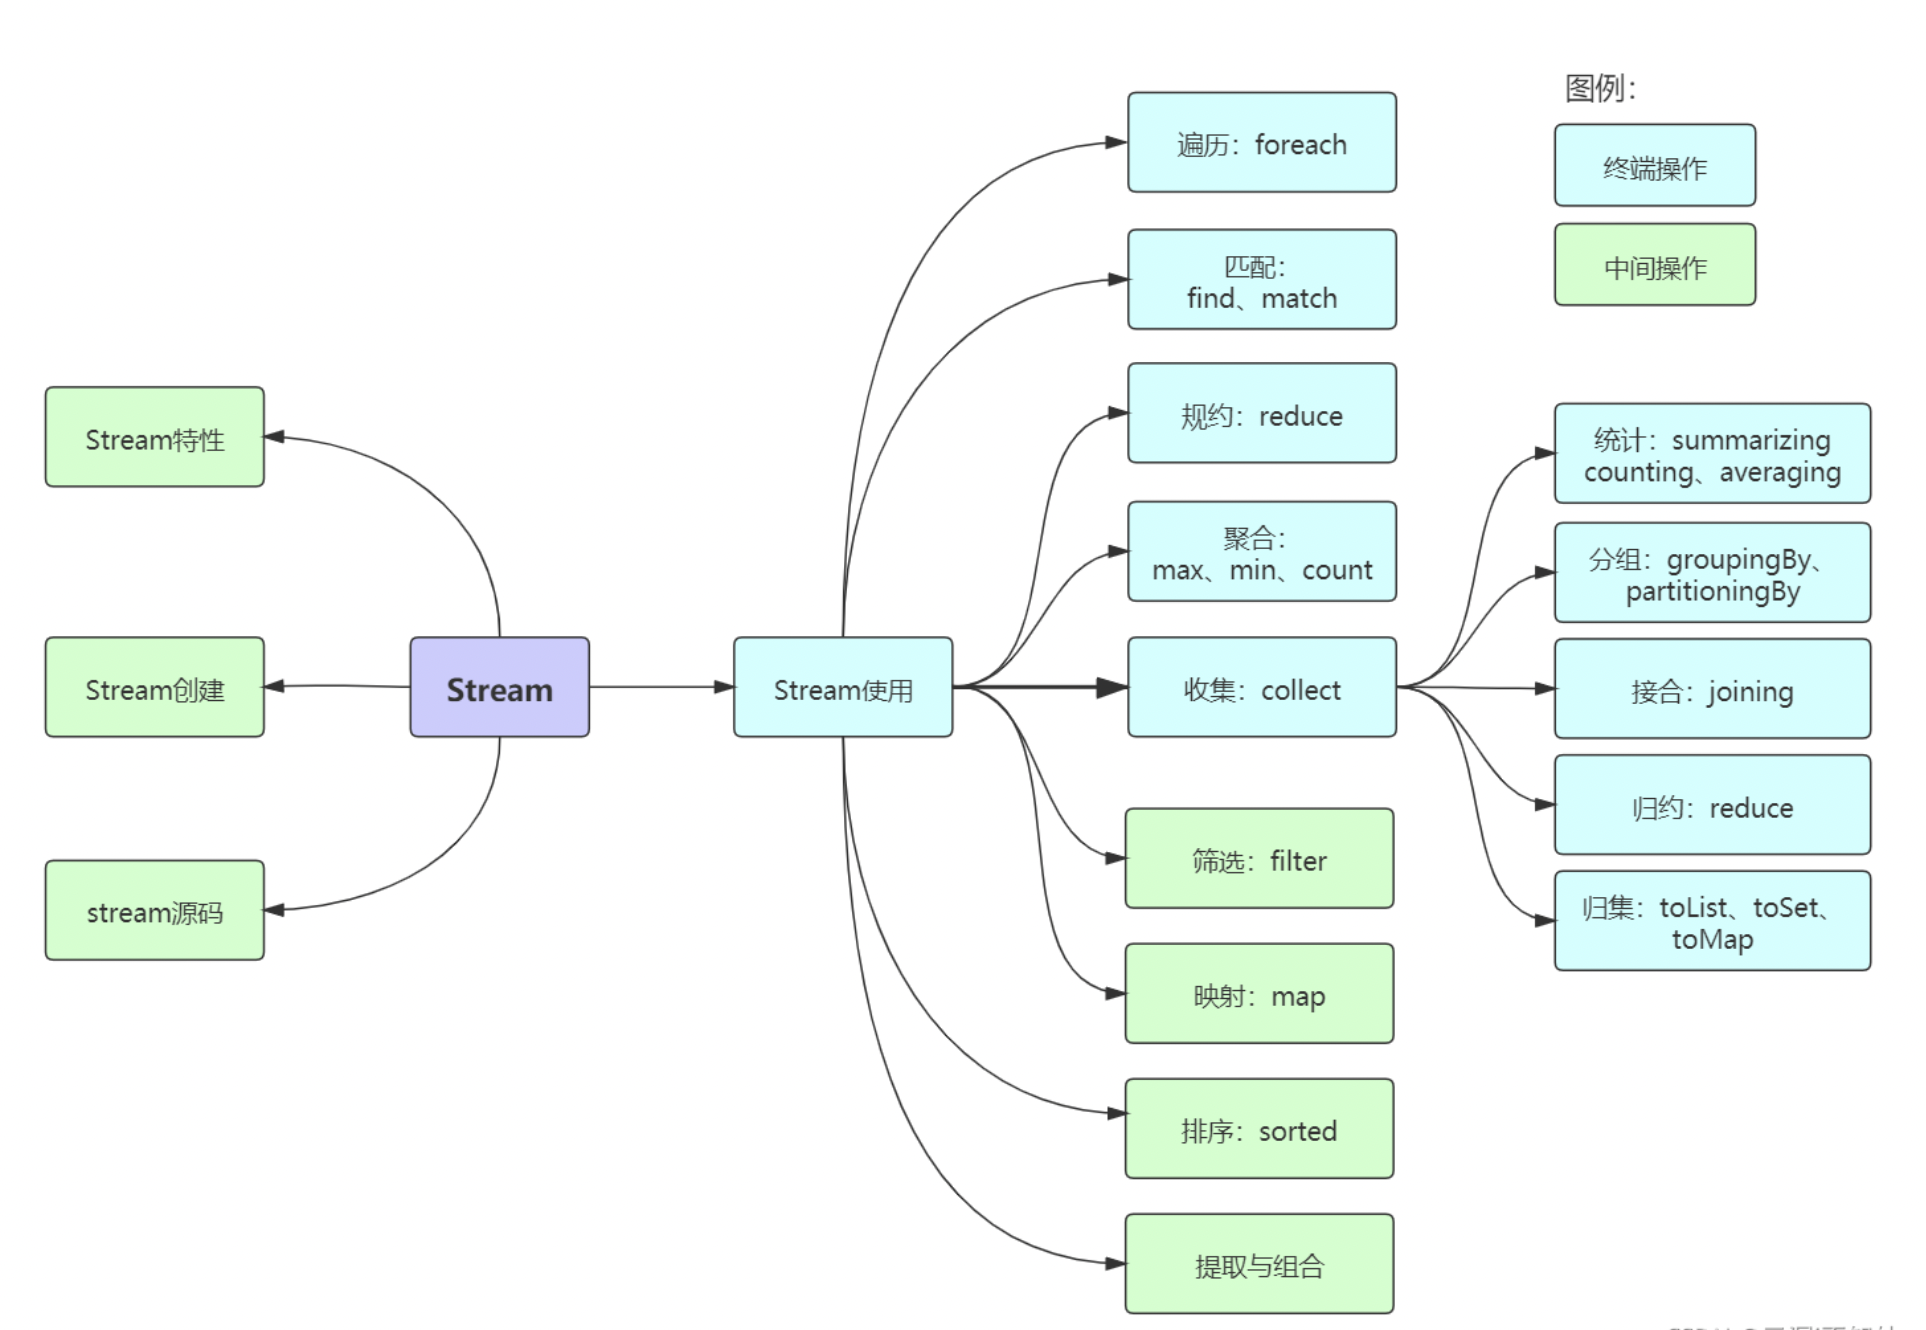 图例：
终端操作
中间操作
Stream特性
Stream创建
stream源码
Stream
Stream使用
遍历：foreach
匹配：
find、match
规约：reduce
聚合：
max、min、count
收集：collect
筛选：filter
映射：map
排序：sorted
提取与组合
统计：summarizing
counting、averaging
分组：groupingBy、
partitioningBy
接合：joining
归约：reduce
归集：toList、toSet、
toMap